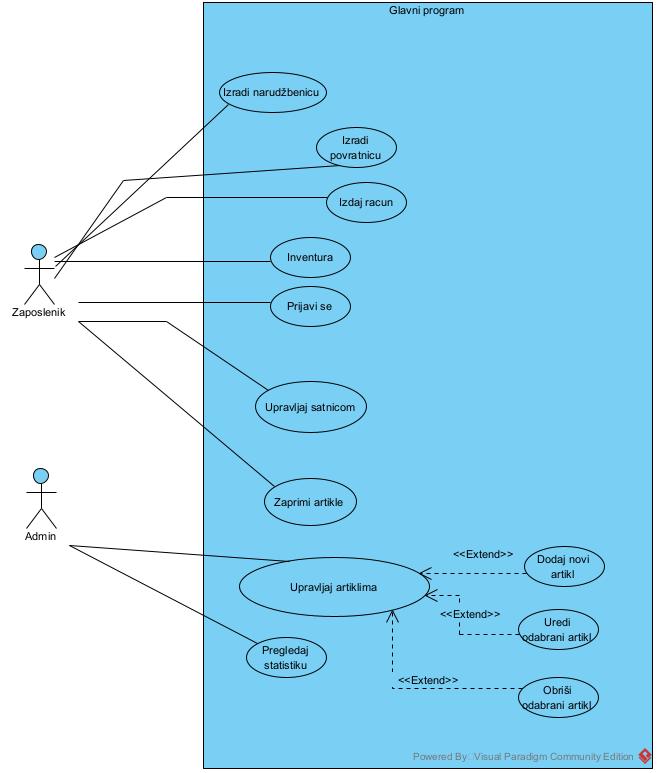 Glavni program
Izradi narudžbenicu
Izradi
povratnicu
Izdaj racun
Inventura
Prijavi se
Zaposlenik
Upravljaj satnicom
Zaprimi artikle
Admin
Upravljaj artiklima
<<Extend>>
Dodaj novi
artikl
<<Extend>>
Uredi
odabrani artikl
Pregledaj
statistiku
<<Extend>>
Obriši
odabrani artikl
Powered By: Visual Paradigm Community Edition